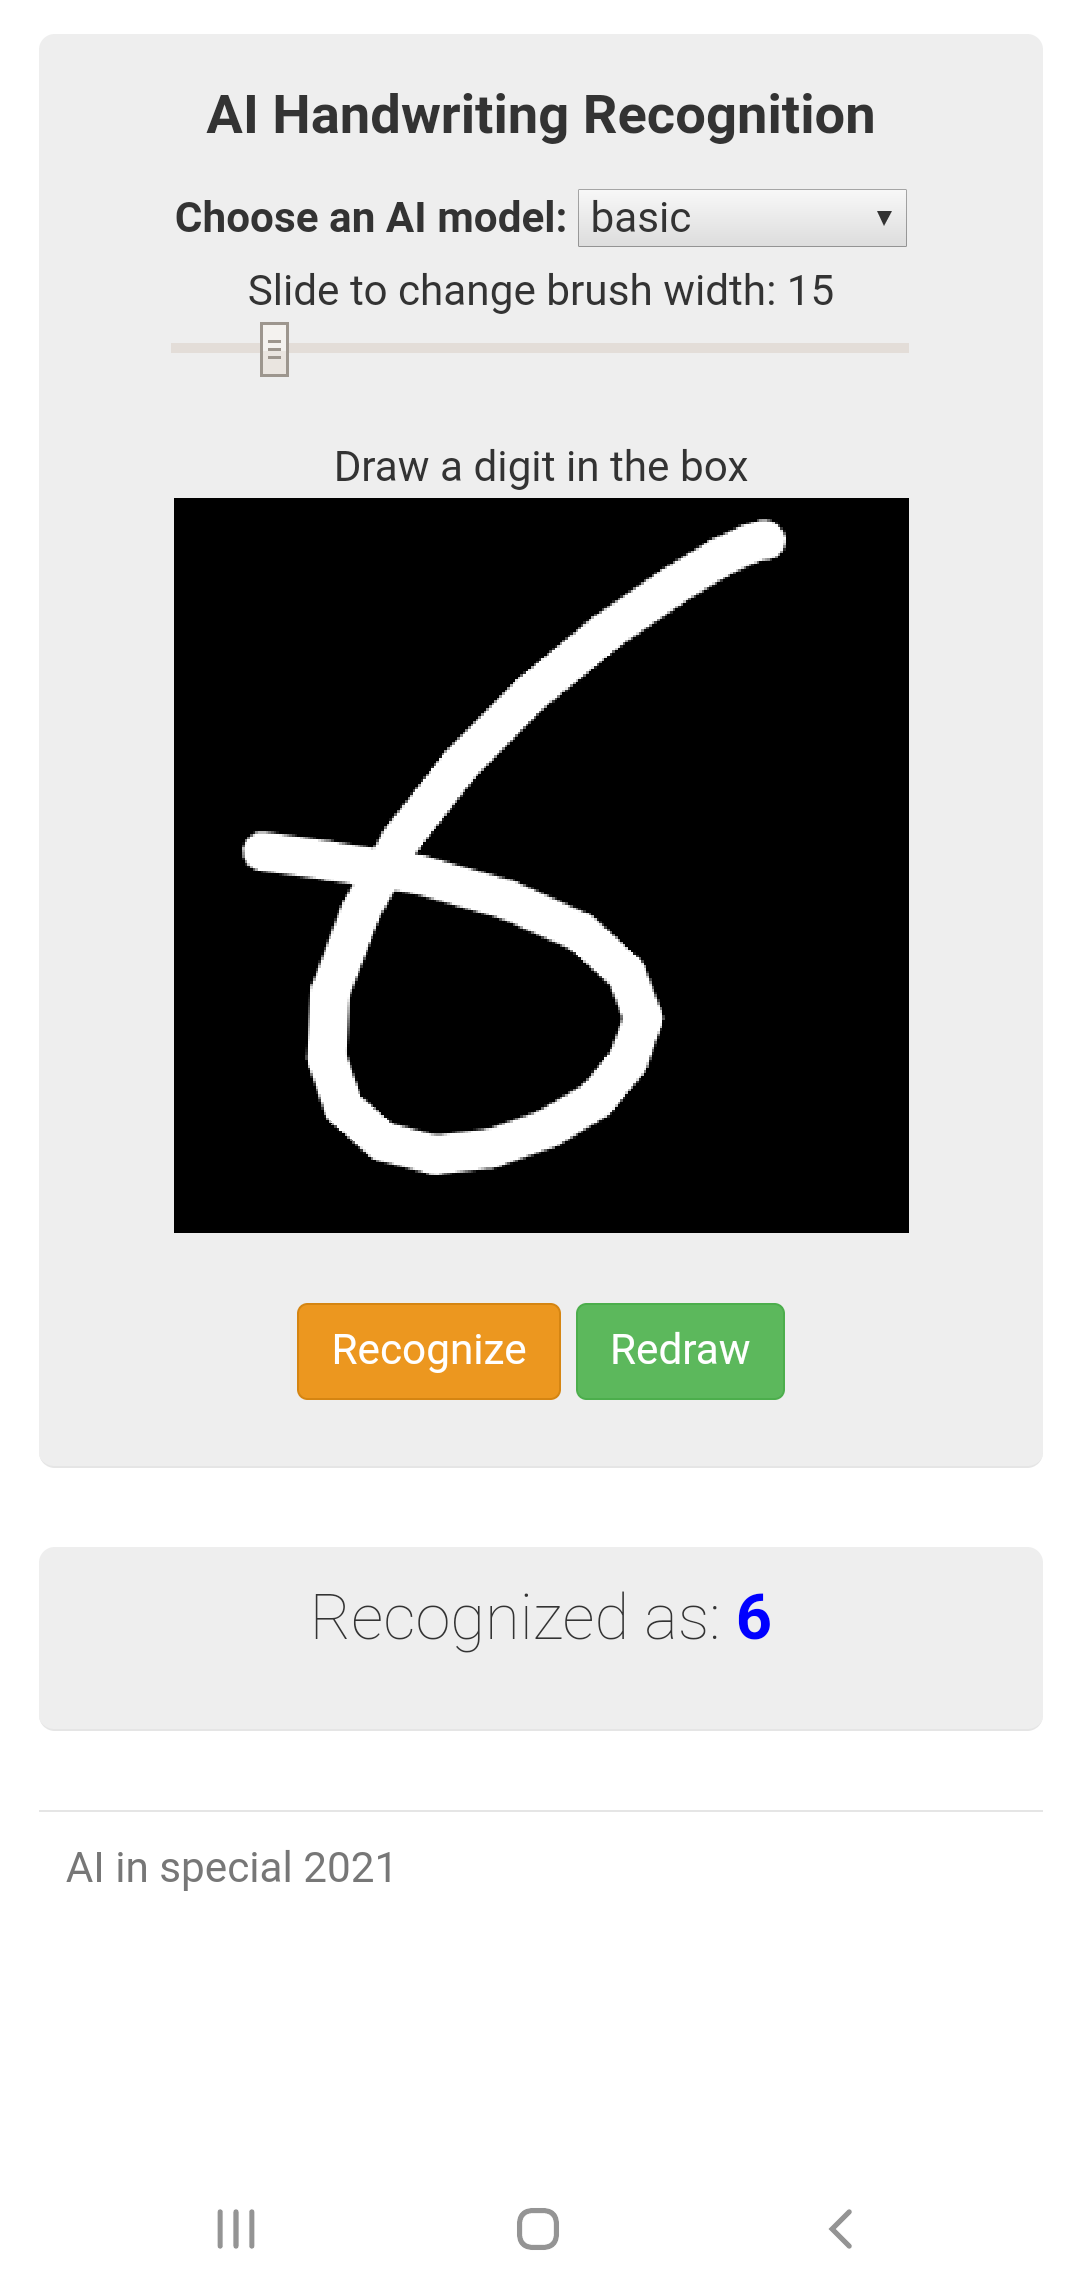 AI Handwriting Recognition
Choose an AI model: basic
Slide to change brush width: 15
Draw a digit in the box
6
Recognize Redraw
Recognized as: 6
AI in special 2021